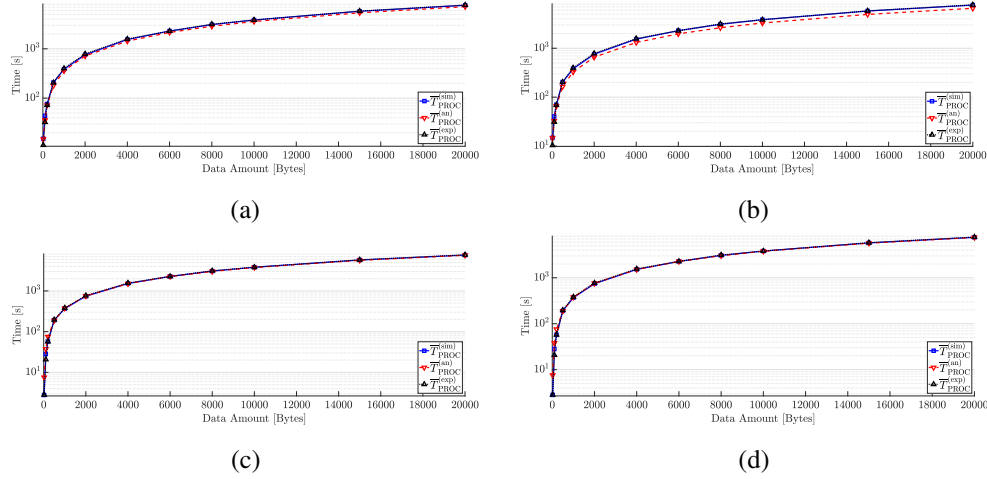 10^3
10^2
10^1
Time [s]
0 2000 4000 6000 8000 10000 12000 14000 16000 18000 20000
Data Amount [Bytes]
T̅_PROC^(sim)
T̅_PROC^(an)
T̅_PROC^(exp)
(a)
10^3
10^2
10^1
Time [s]
0 2000 4000 6000 8000 10000 12000 14000 16000 18000 20000
Data Amount [Bytes]
T̅_PROC^(sim)
T̅_PROC^(an)
T̅_PROC^(exp)
(b)
10^3
10^2
10^1
Time [s]
0 2000 4000 6000 8000 10000 12000 14000 16000 18000 20000
Data Amount [Bytes]
T̅_PROC^(sim)
T̅_PROC^(an)
T̅_PROC^(exp)
(c)
10^3
10^2
10^1
Time [s]
0 2000 4000 6000 8000 10000 12000 14000 16000 18000 20000
Data Amount [Bytes]
T̅_PROC^(sim)
T̅_PROC^(an)
T̅_PROC^(exp)
(d)